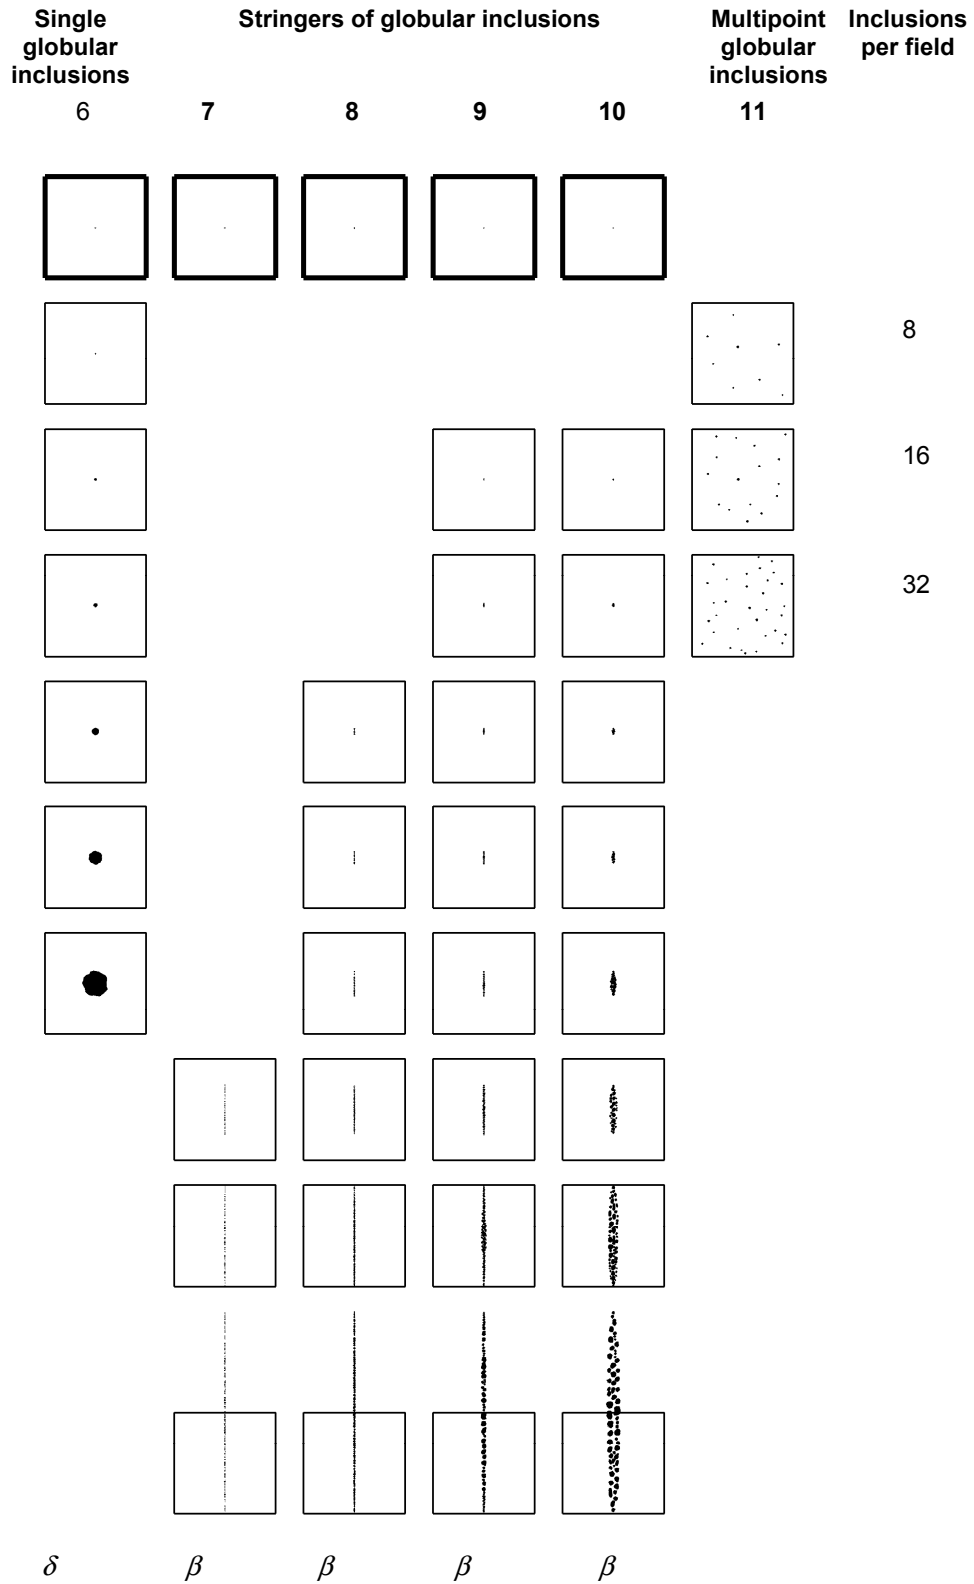 Single Stringers of globular inclusions Multipoint Inclusions
globular globular per field
inclusions inclusions
6 7 8 9 10 11
8
16
32
δ β β β β